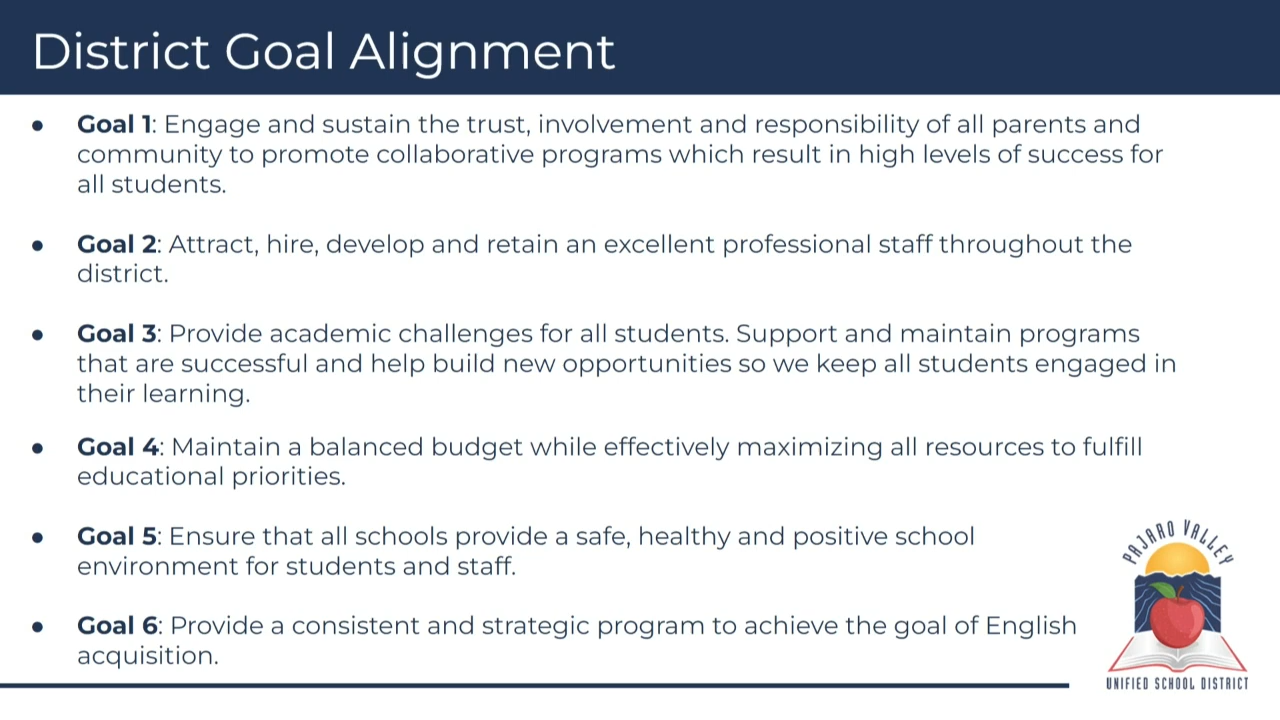 District Goal Alignment
● Goal 1: Engage and sustain the trust, involvement and responsibility of all parents and
community to promote collaborative programs which result in high levels of success for
all students.
● Goal 2: Attract, hire, develop and retain an excellent professional staff throughout the
district.
● Goal 3: Provide academic challenges for all students. Support and maintain programs
that are successful and help build new opportunities so we keep all students engaged in
their learning.
● Goal 4: Maintain a balanced budget while effectively maximizing all resources to fulfill
educational priorities.
● Goal 5: Ensure that all schools provide a safe, healthy and positive school
environment for students and staff.
● Goal 6: Provide a consistent and strategic program to achieve the goal of English
acquisition.
PAJARO VALLEY
UNIFIED SCHOOL DISTRICT